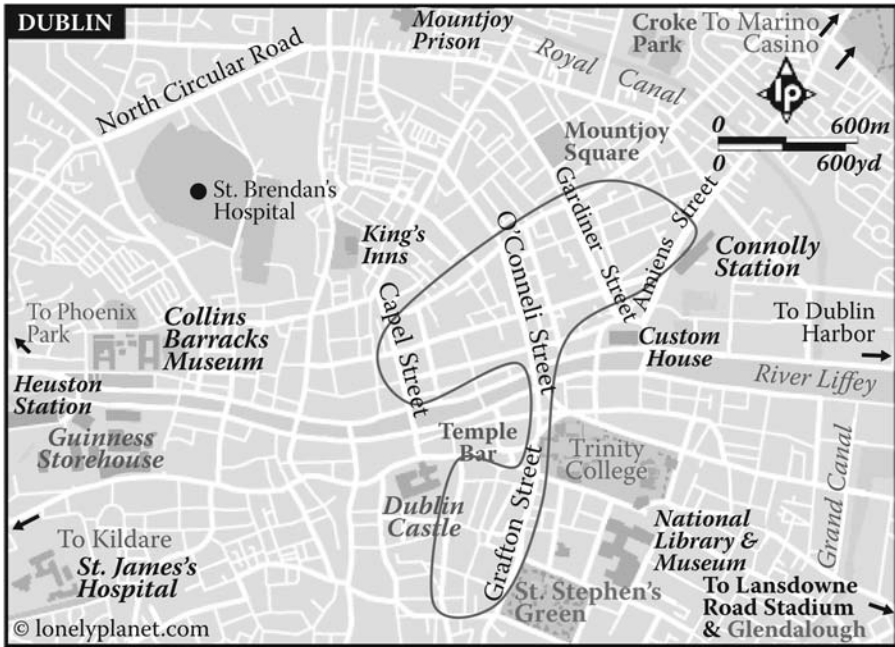 DUBLIN
Mountjoy
Prison
Croke
Park
To Marino
Casino
North Circular Road
Royal Canal
lp
0 600m
0 600yd
Mountjoy
Square
St. Brendan's
Hospital
Gardiner Street
O'Conneli Street
Amiens Street
King's
Inns
Connolly
Station
Capel Street
To Phoenix
Park
Collins
Barracks
Museum
To Dublin
Harbor
Custom
House
River Liffey
Heuston
Station
Guinness
Storehouse
Temple
Bar
Trinity
College
Grafton Street
Grand Canal
Dublin
Castle
National
Library &
Museum
To Kildare
St. James's
Hospital
St. Stephen's
Green
To Lansdowne
Road Stadium
& Glendalough
© lonelyplanet.com